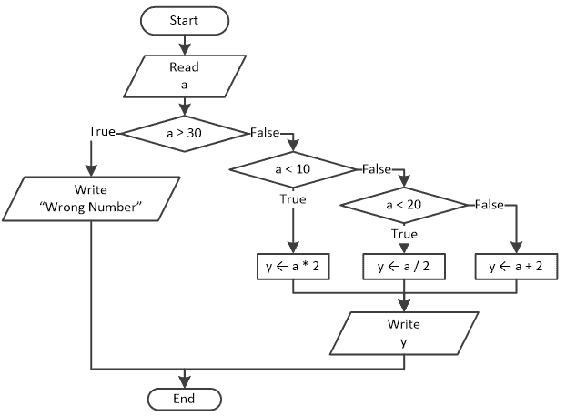 Start
Read
a
True
a > 30
False
a < 10
False
True
Write
“Wrong Number”
a < 20
False
True
y ← a * 2
y ← a / 2
y ← a + 2
Write
y
End